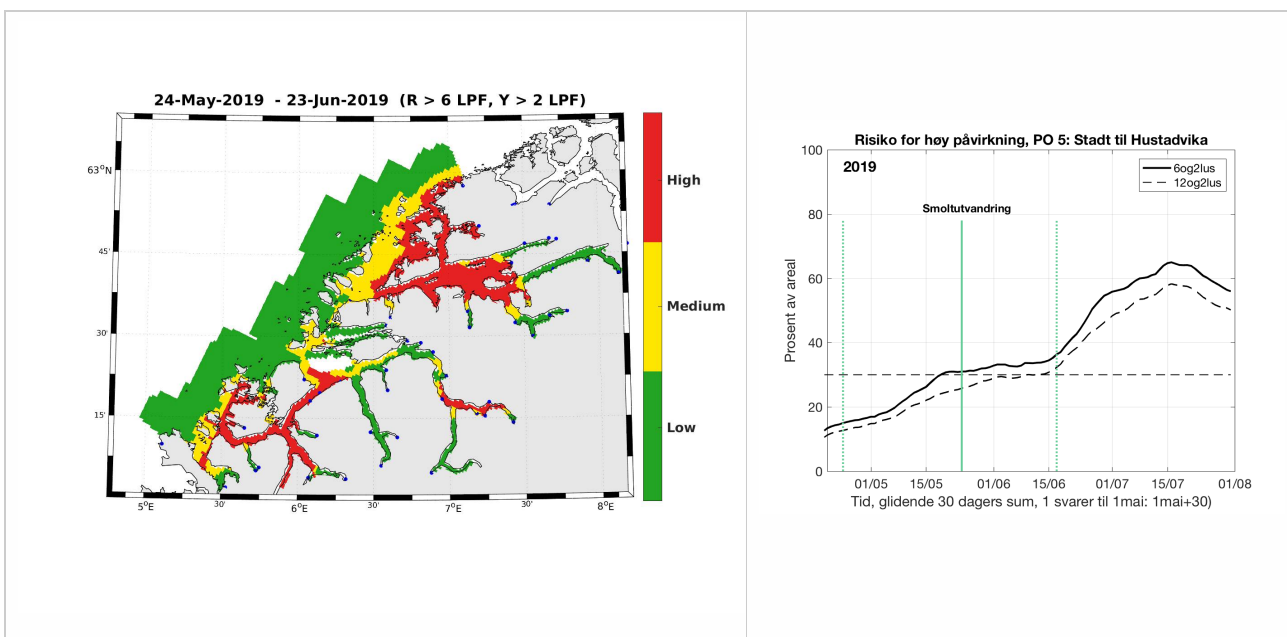 24-May-2019 - 23-Jun-2019 (R > 6 LPF, Y > 2 LPF)
63°N
45'
30'
15'
5°E
30'
6°E
30'
7°E
30'
8°E
High
Medium
Low
Risiko for høy påvirkning, PO 5: Stadt til Hustadvika
2019
6og2lus
12og2lus
Smoltutvandring
Prosent av areal
100
80
60
40
20
0
01/05 15/05 01/06 15/06 01/07 15/07 01/08
Tid, glidende 30 dagers sum, 1 svarer til 1mai: 1mai+30)